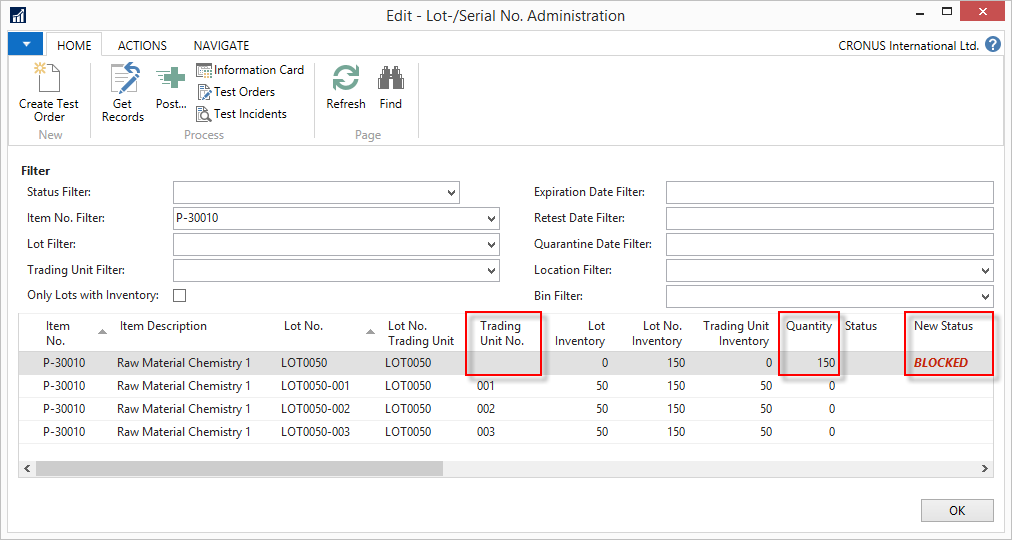 Edit - Lot-/Serial No. Administration
HOME ACTIONS NAVIGATE CRONUS International Ltd. ?
Create Test Order
Get Records
Post...
Information Card
Test Orders
Test Incidents
Refresh
Find
New Process Page
Filter
Status Filter:
Item No. Filter: P-30010
Lot Filter:
Trading Unit Filter:
Only Lots with Inventory:
Expiration Date Filter:
Retest Date Filter:
Quarantine Date Filter:
Location Filter:
Bin Filter:
Item No. Item Description Lot No. Lot No. Trading Unit Trading Unit No. Lot Inventory Lot No. Inventory Trading Unit Inventory Quantity Status New Status
P-30010 Raw Material Chemistry 1 LOT0050 LOT0050 0 150 0 150 BLOCKED
P-30010 Raw Material Chemistry 1 LOT0050-001 LOT0050 001 50 150 50 0
P-30010 Raw Material Chemistry 1 LOT0050-002 LOT0050 002 50 150 50 0
P-30010 Raw Material Chemistry 1 LOT0050-003 LOT0050 003 50 150 50 0
OK